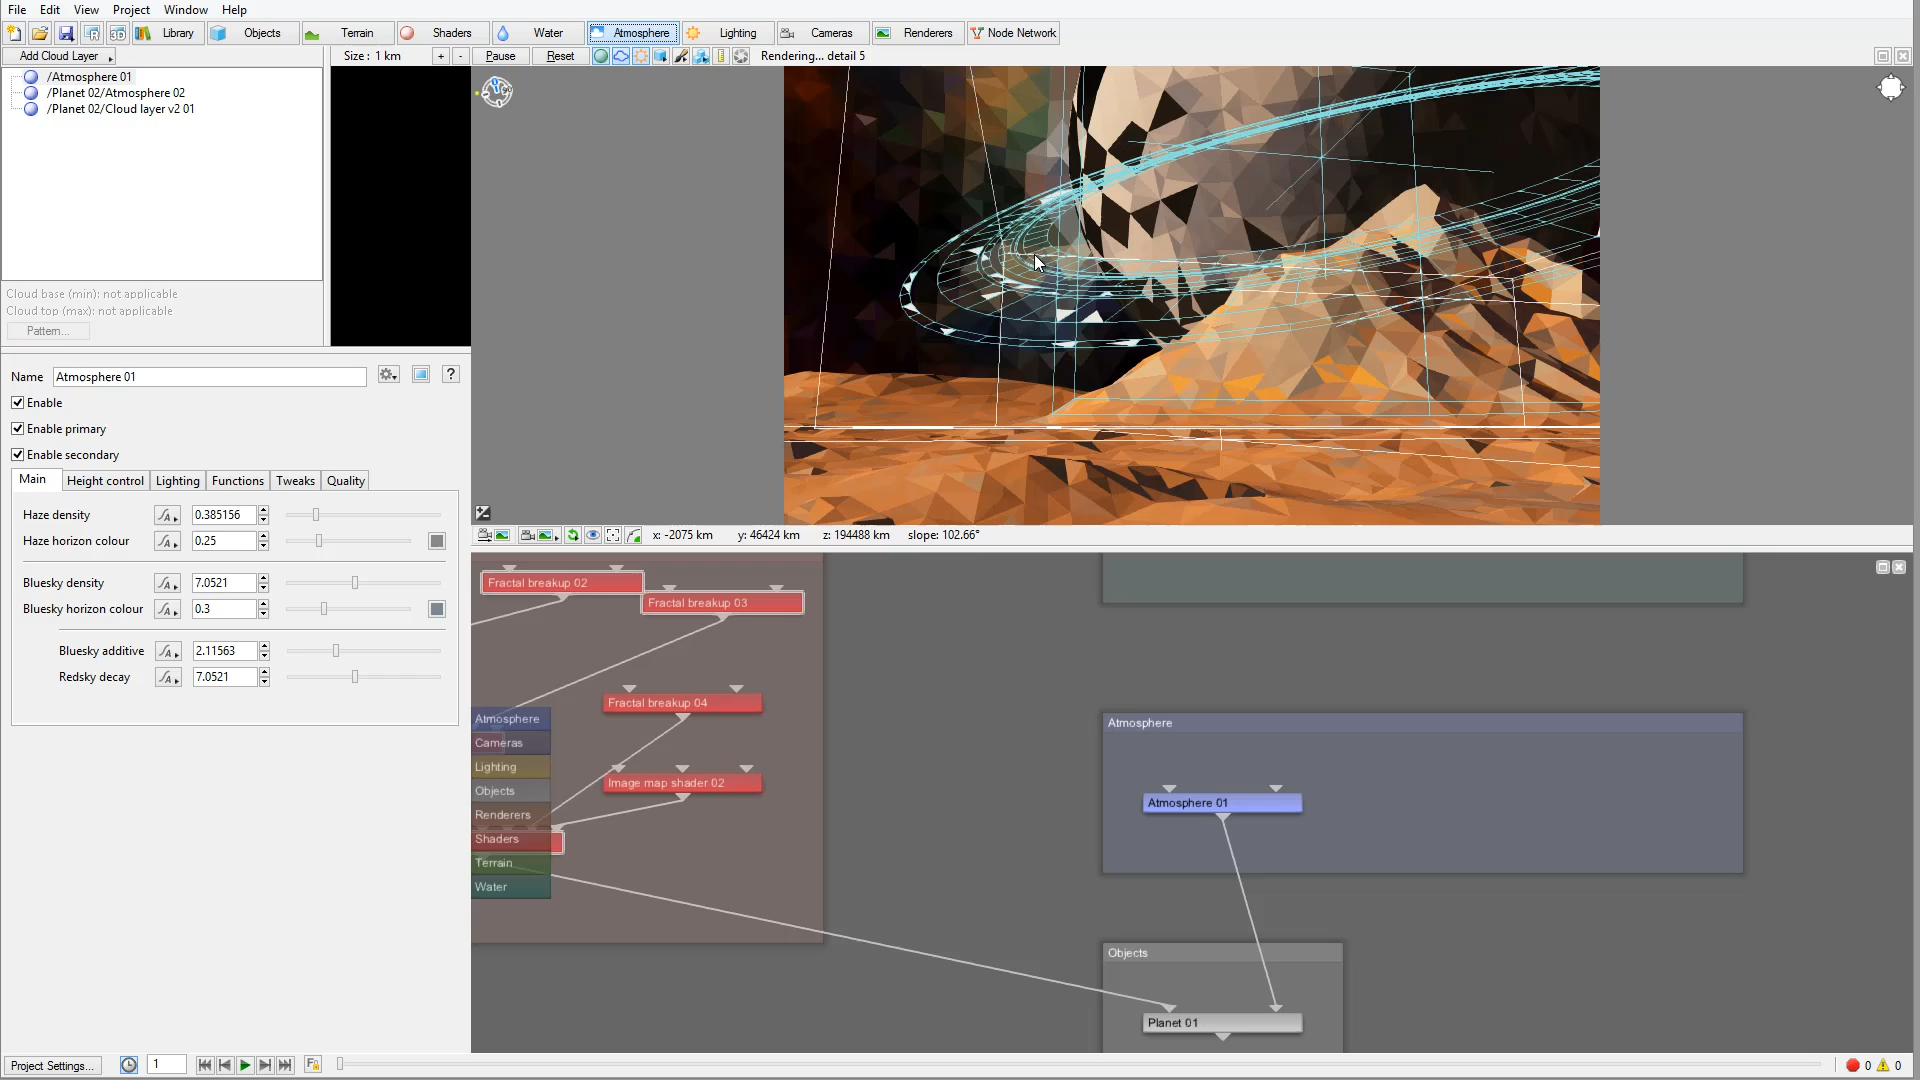 File Edit View Project Window Help
Library Objects Terrain Shaders Water Atmosphere Lighting Cameras Renderers Node Network
Add Cloud Layer Size : 1 km + - Pause Reset Rendering... detail 5
/Atmosphere 01
/Planet 02/Atmosphere 02
/Planet 02/Cloud layer v2 01
Cloud base (min): not applicable
Cloud top (max): not applicable
Pattern...
Name Atmosphere 01 ?
Enable
Enable primary
Enable secondary
Main Height control Lighting Functions Tweaks Quality
Haze density 0.385156
Haze horizon colour 0.25
Bluesky density 7.0521
Bluesky horizon colour 0.3
Bluesky additive 2.11563
Redsky decay 7.0521
x: -2075 km y: 46424 km z: 194488 km slope: 102.66°
Fractal breakup 02
Fractal breakup 03
Fractal breakup 04
Image map shader 02
Atmosphere
Cameras
Lighting
Objects
Renderers
Shaders
Terrain
Water
Atmosphere
Atmosphere 01
Objects
Planet 01
Project Settings... 1 0 0